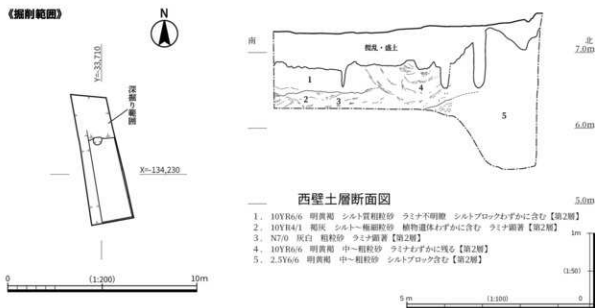 《掘削範囲》
N
Y=-33,710
深掘り範囲
X=-134,230
0 (1:200) 10m
南
北
攪乱・盛土
7.0m
1
2
3
4
5
6.0m
5.0m
西壁土層断面図
1. 10YR6/6 明黄褐 シルト質粗粒砂 ラミナ不明瞭 シルトブロックわずかに含む【第2層】
2. 10YR4/1 褐灰 シルト～極細粒砂 植物遺体わずかに含む ラミナ顕著【第2層】
3. N7/0 灰白 粗粒砂 ラミナ顕著【第2層】
4. 10YR6/6 明黄褐 中～粗粒砂 ラミナわずかに残る【第2層】
5. 2.5Y6/6 明黄褐 中～粗粒砂 シルトブロック含む【第2層】
1m
(1:50)
5 m (1:100) 0